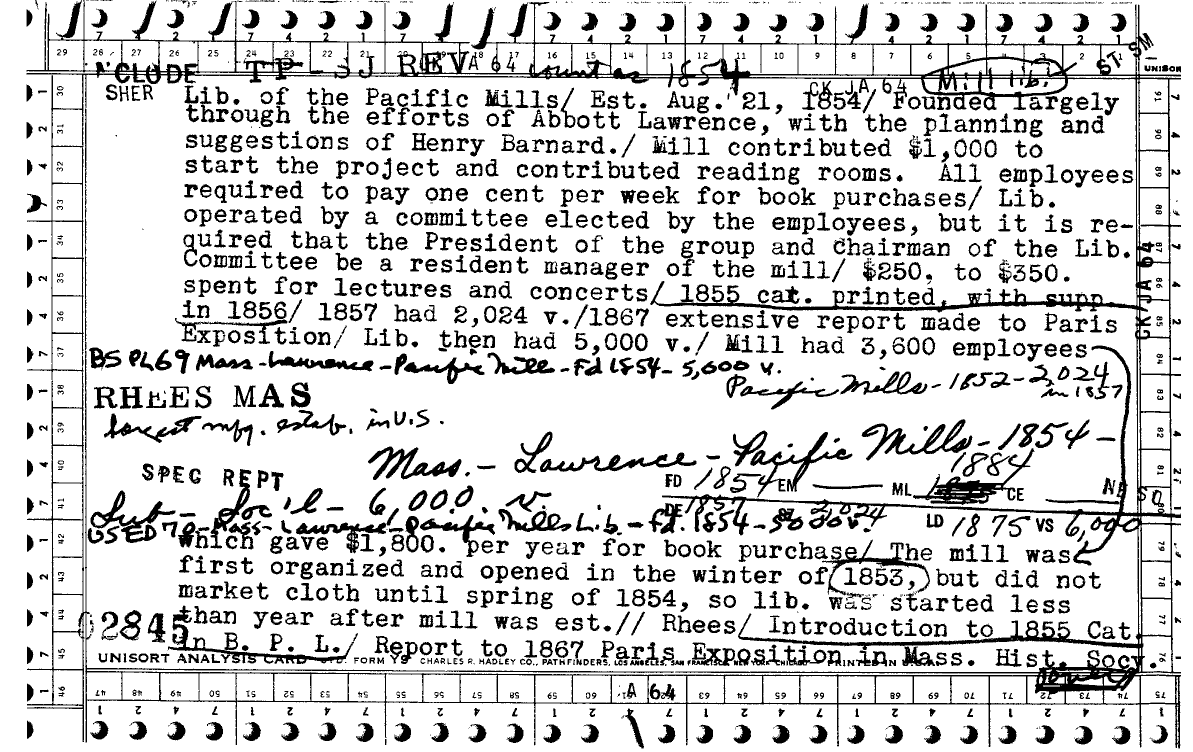 NCLUDE TP - SJ REV A 64 count as 1854
SHER CK JA 64 Mill lib. ST. SM
UNISOR
Lib. of the Pacific Mills/ Est. Aug. 21, 1854/ Founded largely
through the efforts of Abbott Lawrence, with the planning and
suggestions of Henry Barnard./ Mill contributed $1,000 to
start the project and contributed reading rooms. All employees
required to pay one cent per week for book purchases/ Lib.
operated by a committee elected by the employees, but it is re-
quired that the President of the group and Chairman of the Lib.
Committee be a resident manager of the mill/ $250. to $350.
spent for lectures and concerts/ 1855 cat. printed, with supp.
in 1856/ 1857 had 2,024 v./1867 extensive report made to Paris
Exposition/ Lib. then had 5,000 v./ Mill had 3,600 employees
CK JA 64
BS PL69 Mass-Lawrence-Pacific Mills-Fd 1854-5,000 v.
Pacific Mills-1852-2,024
in 1857
RHEES MAS
largest mfg. estab. in U.S.
Mass.- Lawrence-Pacific Mills-1854-
1884
SPEC REPT
FD 1854 EM ML CE NE SO
Sub - Soc'l - 6,000 v
DE 1857 2,024
LD 1875 VS 6,000
US ED 70-Mass-Lawrence-Pacific Mills Lib.-fd.1854-5000v.
which gave $1,800. per year for book purchase/ The mill was
first organized and opened in the winter of 1853, but did not
market cloth until spring of 1854, so lib. was started less
than year after mill was est.// Rhees/ Introduction to 1855 Cat.
02845
in B. P. L./ Report to 1867 Paris Exposition in Mass. Hist. Socy.
UNISORT ANALYSIS CARD FORM Y9 CHARLES R. HADLEY CO., PATHFINDERS, LOS ANGELES, SAN FRANCISCO, NEW YORK, CHICAGO PRINTED IN U.S.A.
A 64